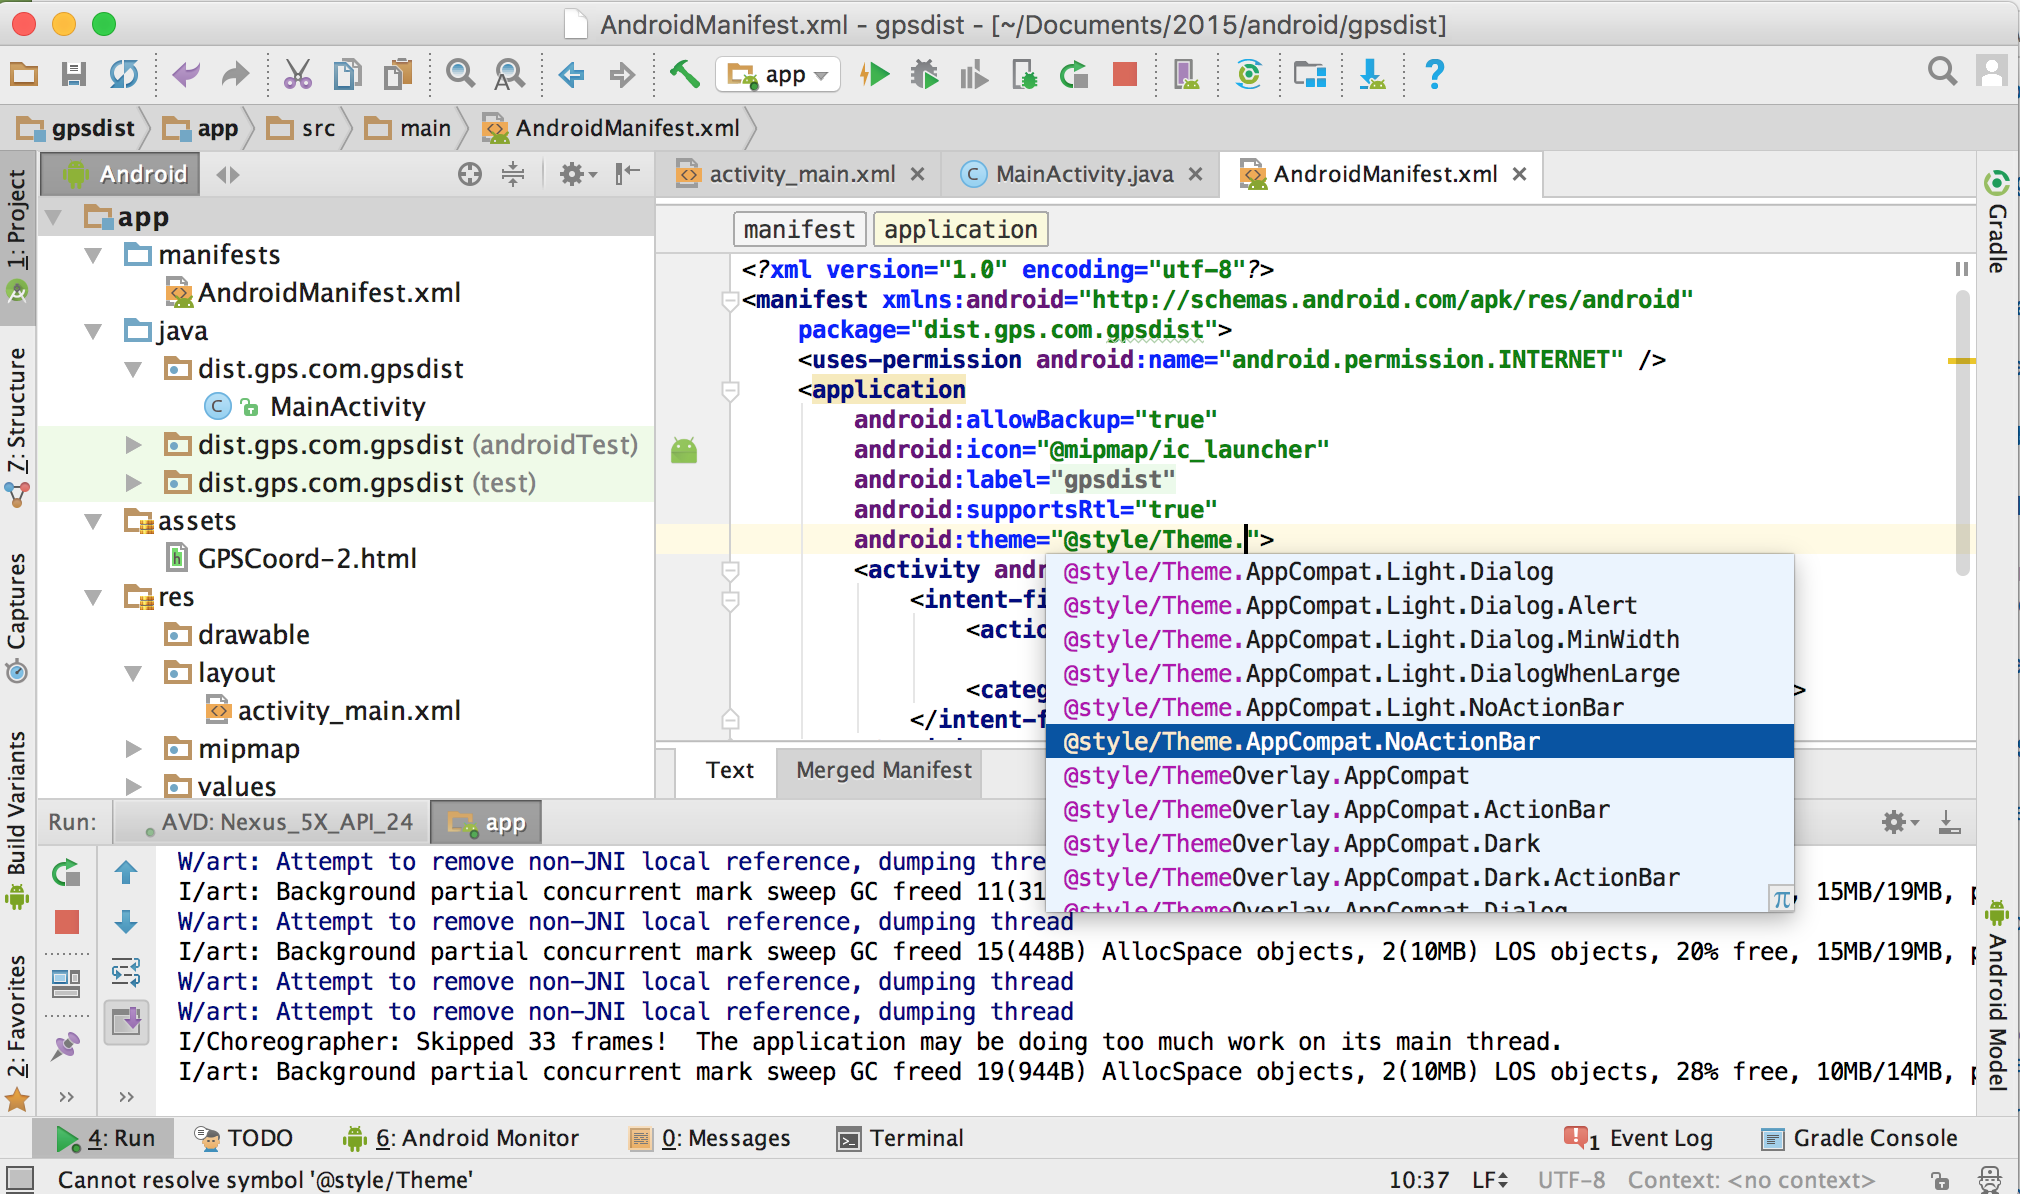 AndroidManifest.xml - gpsdist - [~/Documents/2015/android/gpsdist]
app
gpsdist app src main AndroidManifest.xml
1: Project
7: Structure
Captures
Build Variants
2: Favorites
Android
app
manifests
AndroidManifest.xml
java
dist.gps.com.gpsdist
MainActivity
dist.gps.com.gpsdist (androidTest)
dist.gps.com.gpsdist (test)
assets
GPSCoord-2.html
res
drawable
layout
activity_main.xml
mipmap
values
activity_main.xml MainActivity.java AndroidManifest.xml
manifest application
<?xml version="1.0" encoding="utf-8"?>
<manifest xmlns:android="http://schemas.android.com/apk/res/android"
package="dist.gps.com.gpsdist">
<uses-permission android:name="android.permission.INTERNET" />
<application
android:allowBackup="true"
android:icon="@mipmap/ic_launcher"
android:label="gpsdist"
android:supportsRtl="true"
android:theme="@style/Theme.">
<activity andr
<intent-fi
<actio
<categ >
</intent-f
@style/Theme.AppCompat.Light.Dialog
@style/Theme.AppCompat.Light.Dialog.Alert
@style/Theme.AppCompat.Light.Dialog.MinWidth
@style/Theme.AppCompat.Light.DialogWhenLarge
@style/Theme.AppCompat.Light.NoActionBar
@style/Theme.AppCompat.NoActionBar
@style/ThemeOverlay.AppCompat
@style/ThemeOverlay.AppCompat.ActionBar
@style/ThemeOverlay.AppCompat.Dark
@style/ThemeOverlay.AppCompat.Dark.ActionBar
@style/ThemeOverlay.AppCompat.Dialog
π
Text Merged Manifest
Gradle
Android Model
Run: AVD: Nexus_5X_API_24 app
W/art: Attempt to remove non-JNI local reference, dumping thre
I/art: Background partial concurrent mark sweep GC freed 11(31 , 15MB/19MB, p
W/art: Attempt to remove non-JNI local reference, dumping thread
I/art: Background partial concurrent mark sweep GC freed 15(448B) AllocSpace objects, 2(10MB) LOS objects, 20% free, 15MB/19MB, p
W/art: Attempt to remove non-JNI local reference, dumping thread
W/art: Attempt to remove non-JNI local reference, dumping thread
I/Choreographer: Skipped 33 frames!  The application may be doing too much work on its main thread.
I/art: Background partial concurrent mark sweep GC freed 19(944B) AllocSpace objects, 2(10MB) LOS objects, 28% free, 10MB/14MB, p
4: Run TODO 6: Android Monitor 0: Messages Terminal 1 Event Log Gradle Console
Cannot resolve symbol '@style/Theme' 10:37 LF UTF-8 Context: <no context>